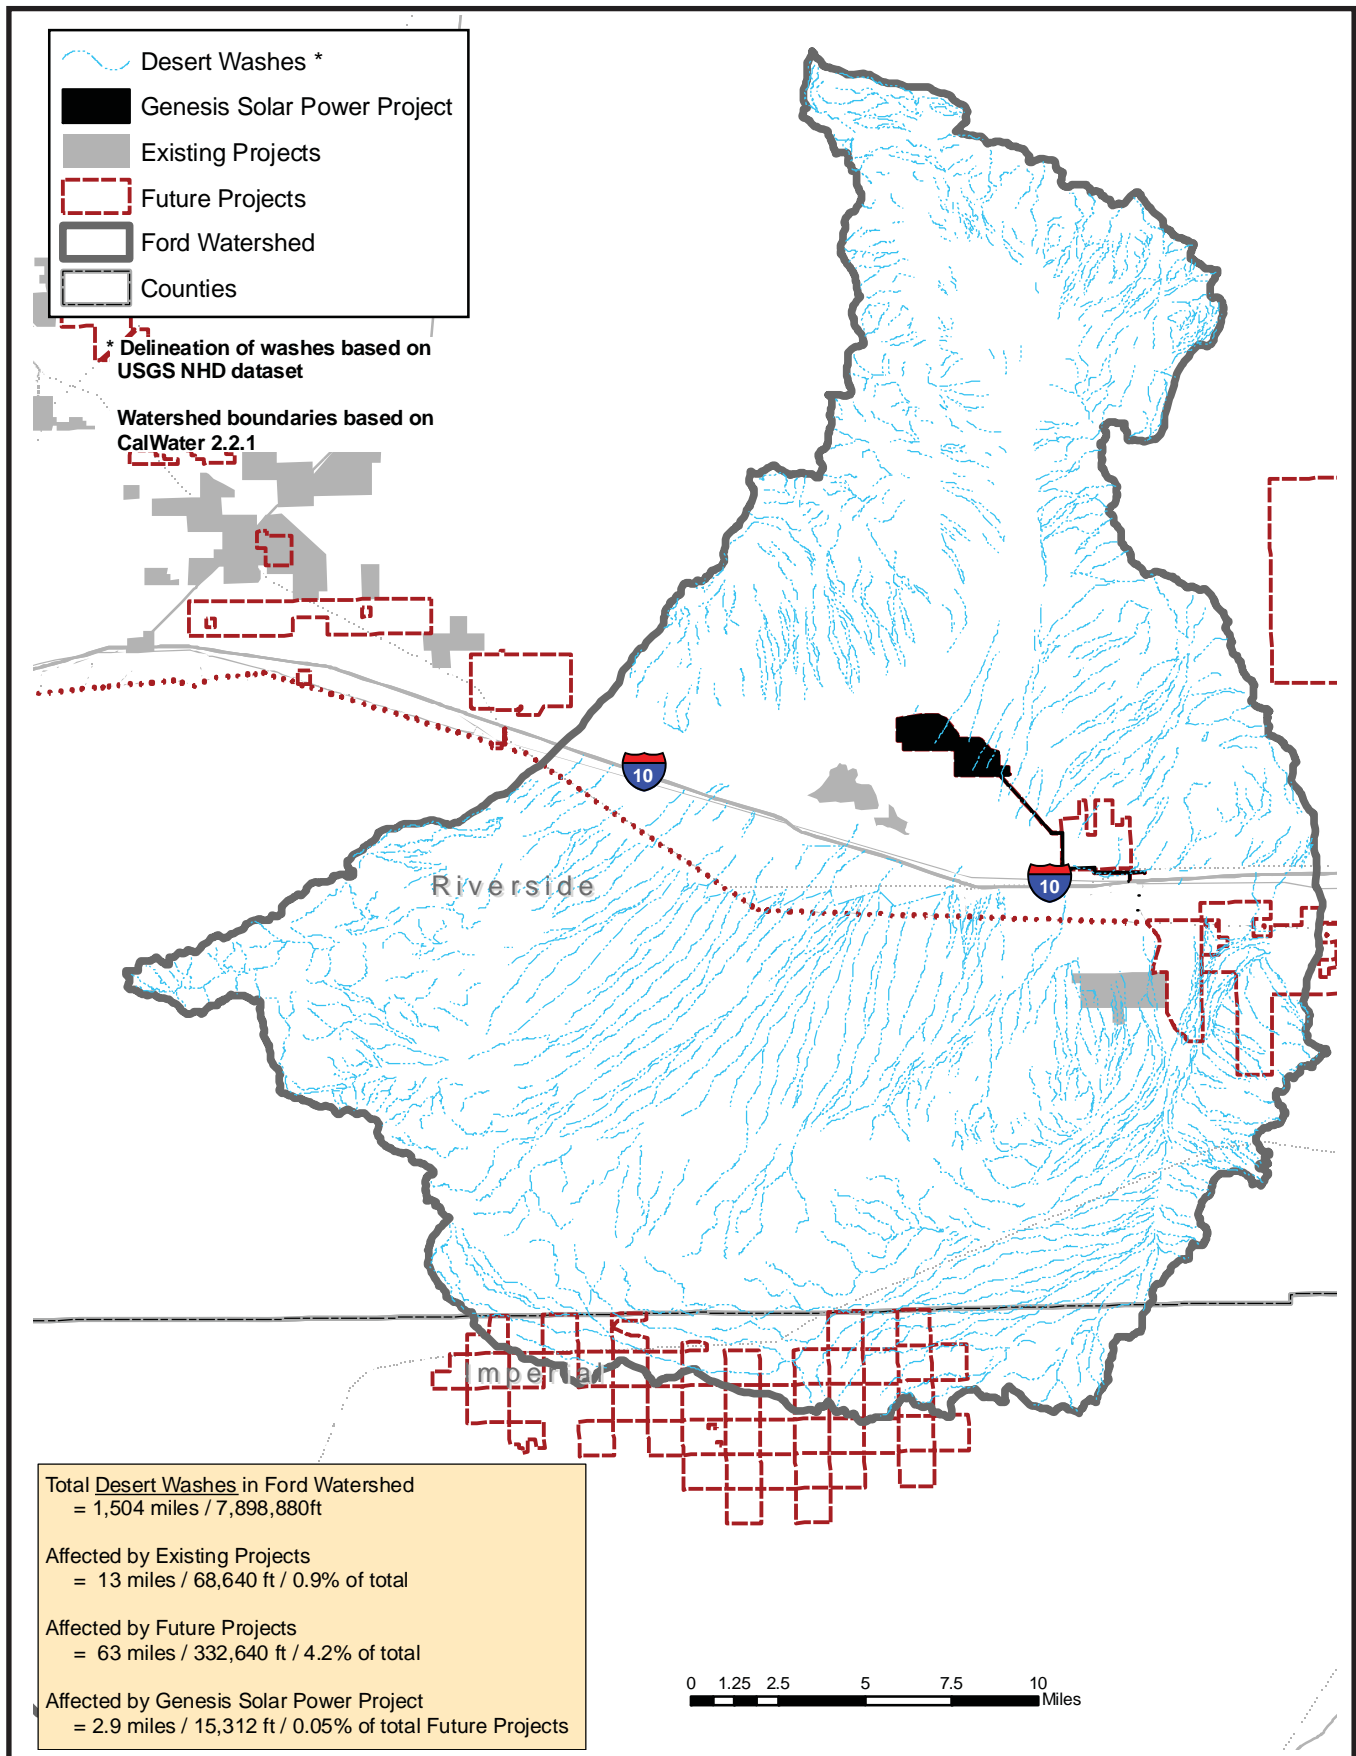 Desert Washes *
Genesis Solar Power Project
Existing Projects
Future Projects
Ford Watershed
Counties
* Delineation of washes based on
USGS NHD dataset
Watershed boundaries based on
CalWater 2.2.1
10
Riverside
10
Imperial
Total Desert Washes in Ford Watershed
= 1,504 miles / 7,898,880ft
Affected by Existing Projects
= 13 miles / 68,640 ft / 0.9% of total
Affected by Future Projects
= 63 miles / 332,640 ft / 4.2% of total
Affected by Genesis Solar Power Project
= 2.9 miles / 15,312 ft / 0.05% of total Future Projects
0 1.25 2.5 5 7.5 10
Miles